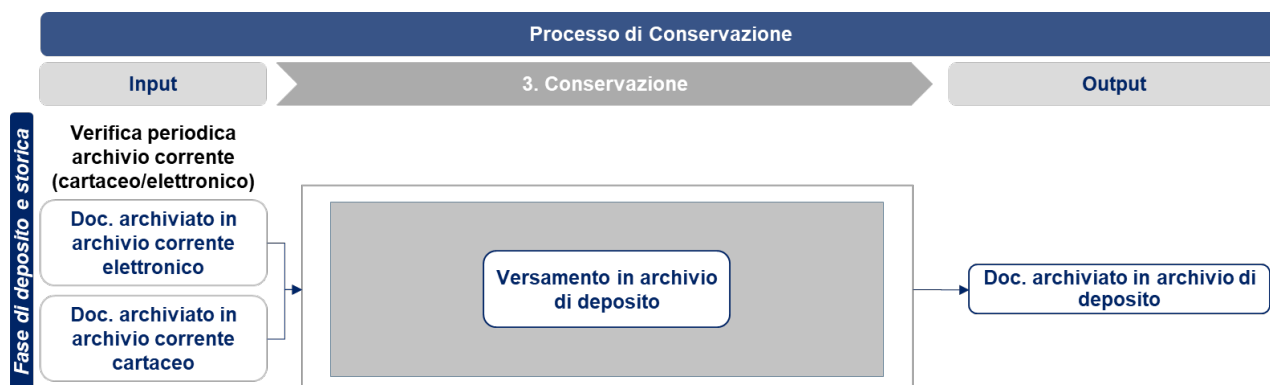 Processo di Conservazione
Input
3. Conservazione
Output
Fase di deposito e storica
Verifica periodica
archivio corrente
(cartaceo/elettronico)
Doc. archiviato in
archivio corrente
elettronico
Doc. archiviato in
archivio corrente
cartaceo
Versamento in archivio
di deposito
Doc. archiviato in archivio di
deposito